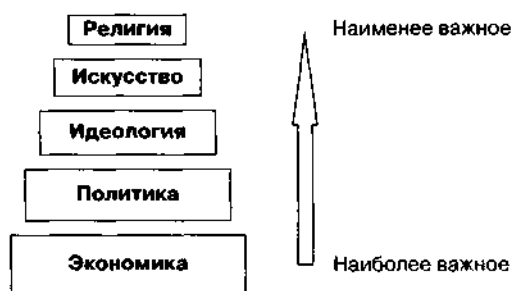 Религия
Наименее важное
Искусство
Идеология
Политика
Экономика
Наиболее важное